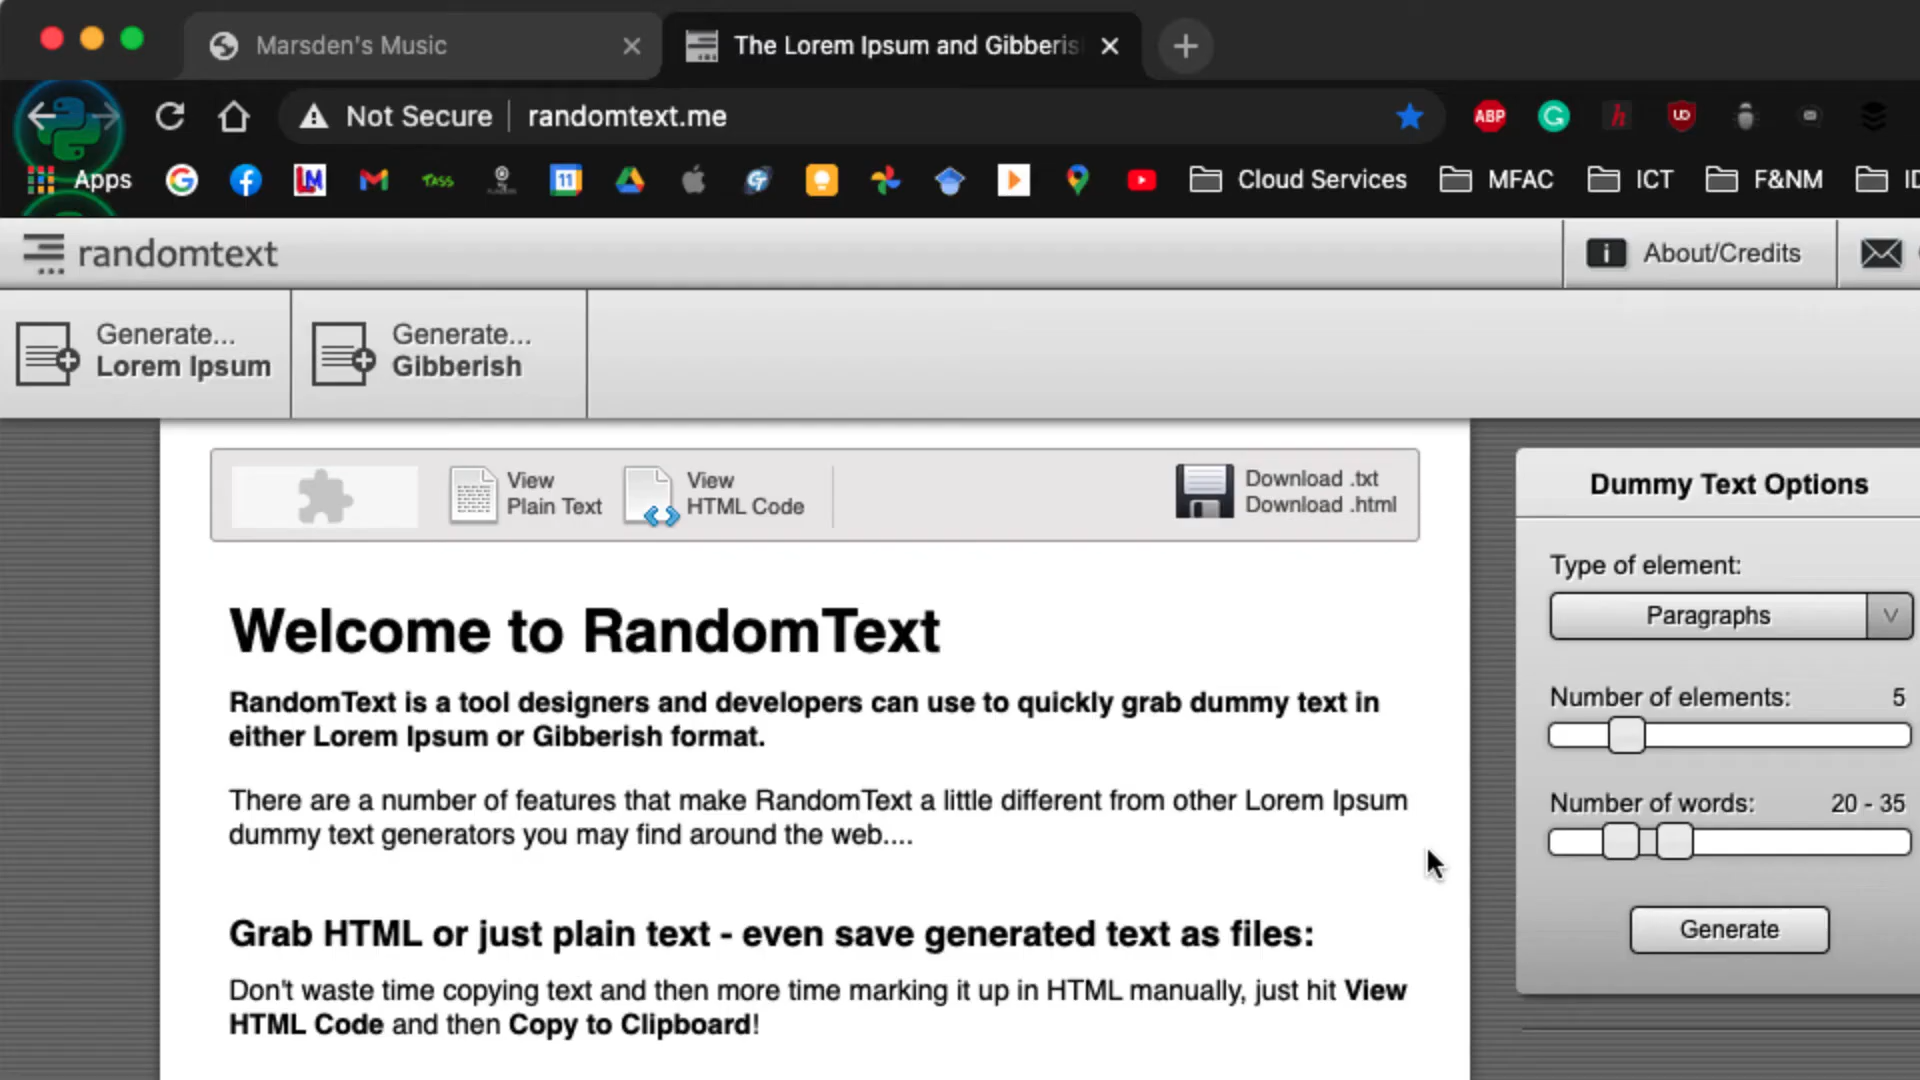 Marsden's Music
The Lorem Ipsum and Gibberis
Not Secure
randomtext.me
ABP
G
h
UD
Apps
G
f
LM
M
TASS
11
GT
Cloud Services
MFAC
ICT
F&NM
ID
randomtext
i
About/Credits
Generate...
Lorem Ipsum
Generate...
Gibberish
View
Plain Text
View
HTML Code
Download .txt
Download .html
Welcome to RandomText
RandomText is a tool designers and developers can use to quickly grab dummy text in
either Lorem Ipsum or Gibberish format.
There are a number of features that make RandomText a little different from other Lorem Ipsum
dummy text generators you may find around the web....
Grab HTML or just plain text - even save generated text as files:
Don't waste time copying text and then more time marking it up in HTML manually, just hit View
HTML Code and then Copy to Clipboard!
Dummy Text Options
Type of element:
Paragraphs
V
Number of elements: 5
Number of words: 20 - 35
Generate